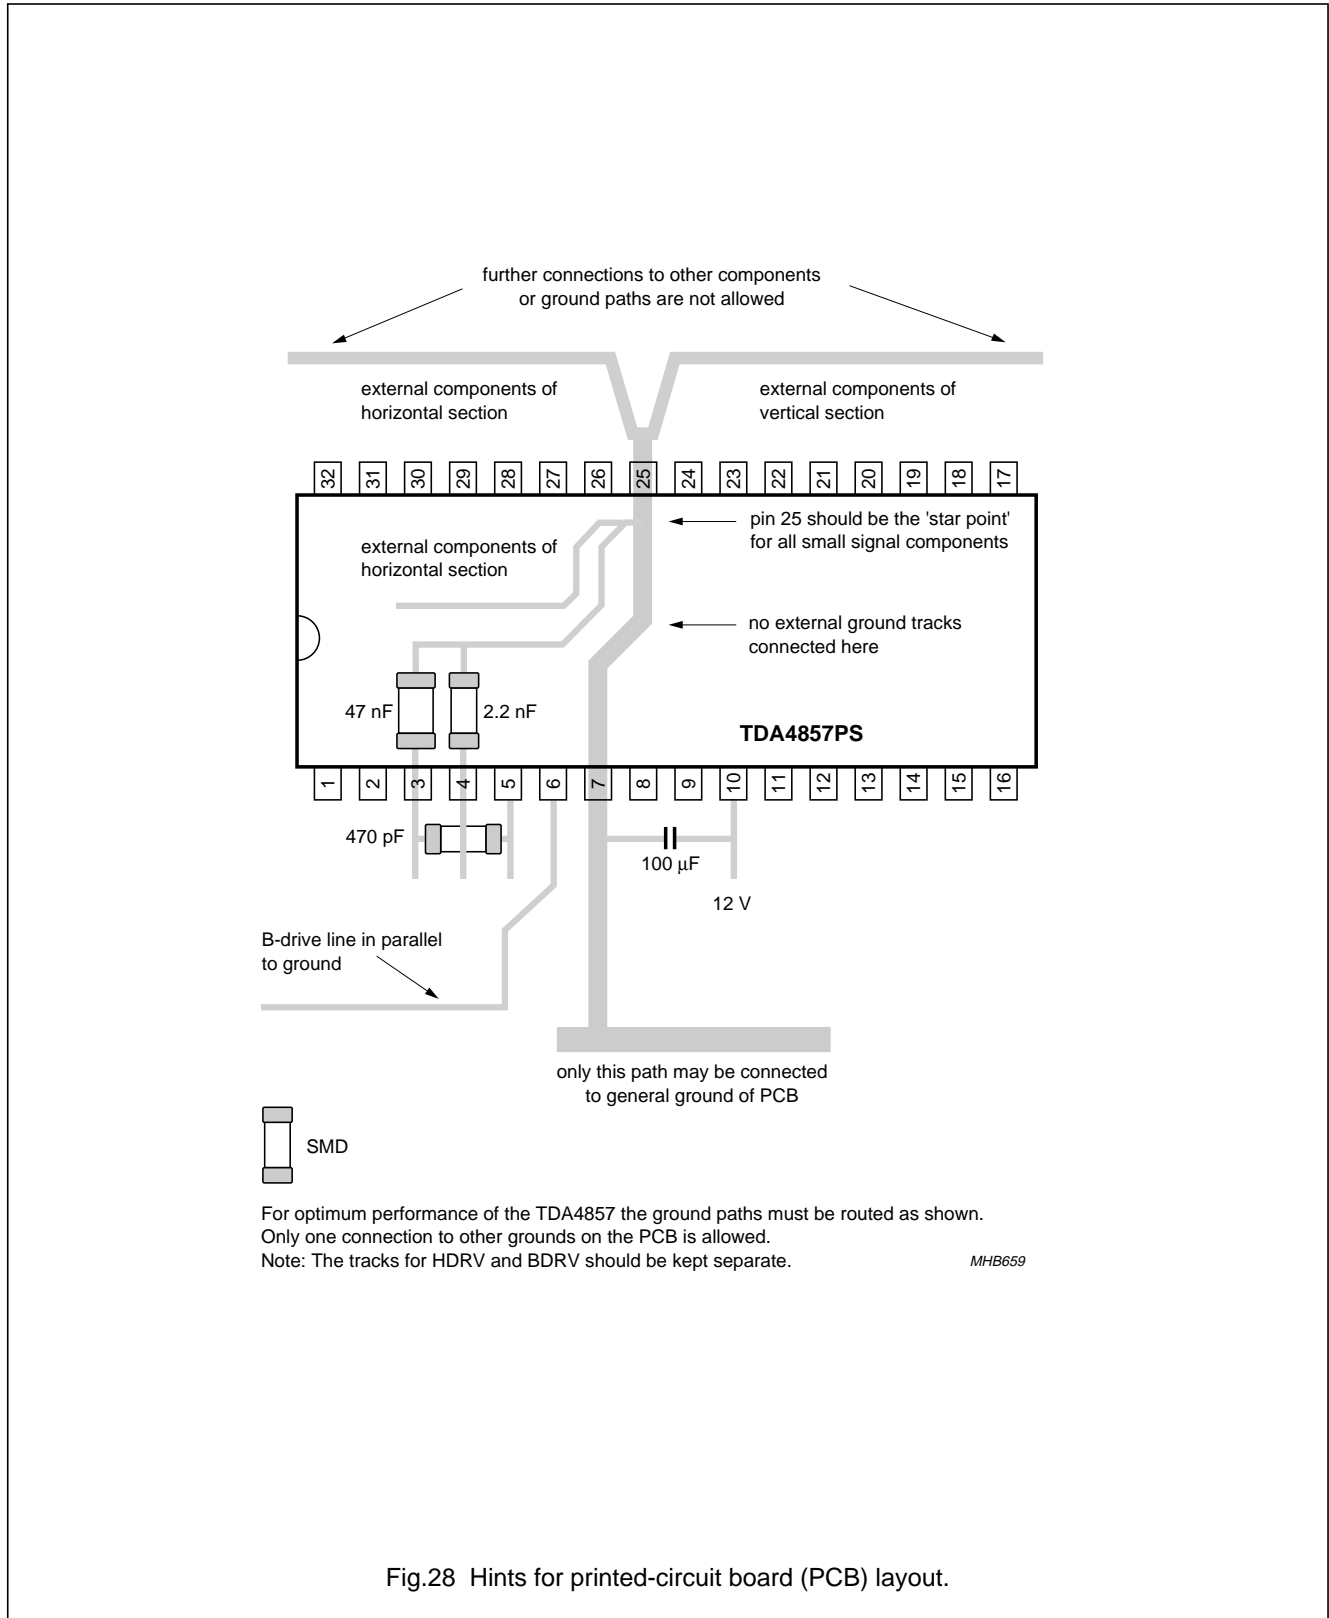 further connections to other components
or ground paths are not allowed
external components of
horizontal section
external components of
vertical section
32 31 30 29 28 27 26 25 24 23 22 21 20 19 18 17
pin 25 should be the 'star point'
for all small signal components
external components of
horizontal section
no external ground tracks
connected here
47 nF
2.2 nF
TDA4857PS
1 2 3 4 5 6 7 8 9 10 11 12 13 14 15 16
470 pF
100 μF
12 V
B-drive line in parallel
to ground
only this path may be connected
to general ground of PCB
SMD
For optimum performance of the TDA4857 the ground paths must be routed as shown.
Only one connection to other grounds on the PCB is allowed.
Note: The tracks for HDRV and BDRV should be kept separate.
MHB659
Fig.28 Hints for printed-circuit board (PCB) layout.